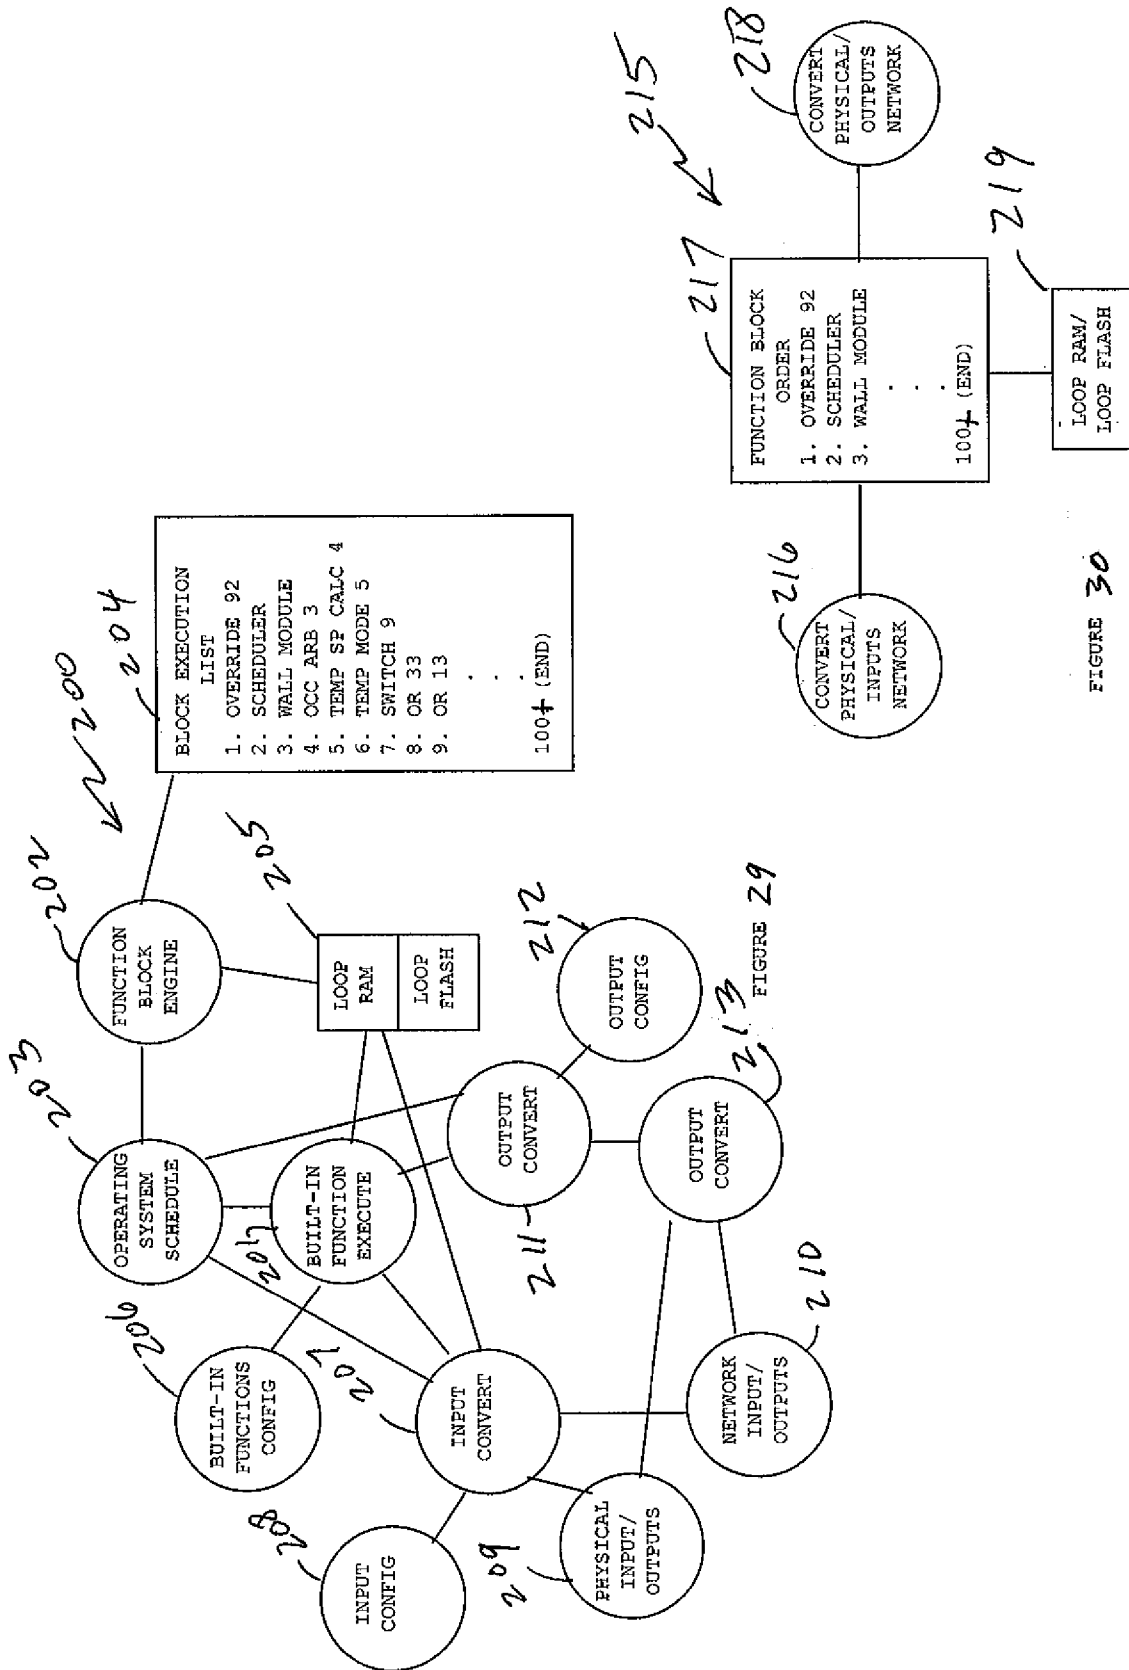 203
202
200
204
OPERATING
SYSTEM
SCHEDULE
FUNCTION
BLOCK
ENGINE
BLOCK EXECUTION
LIST
1. OVERRIDE 92
2. SCHEDULER
3. WALL MODULE
4. OCC ARB 3
5. TEMP SP CALC 4
6. TEMP MODE 5
7. SWITCH 9
8. OR 33
9. OR 13
.
.
.
100+ (END)
206
BUILT-IN
FUNCTIONS
CONFIG
BUILT-IN
FUNCTION
EXECUTE
205
LOOP
RAM
LOOP
FLASH
208
INPUT
CONFIG
207
INPUT
CONVERT
211
OUTPUT
CONVERT
212
OUTPUT
CONFIG
209
PHYSICAL
INPUT/
OUTPUTS
210
NETWORK
INPUT/
OUTPUTS
213
OUTPUT
CONVERT
FIGURE 29
215
216
CONVERT
PHYSICAL/
INPUTS
NETWORK
217
FUNCTION BLOCK
ORDER
1. OVERRIDE 92
2. SCHEDULER
3. WALL MODULE
.
.
.
100+ (END)
218
CONVERT
PHYSICAL/
OUTPUTS
NETWORK
219
LOOP RAM/
LOOP FLASH
FIGURE 30